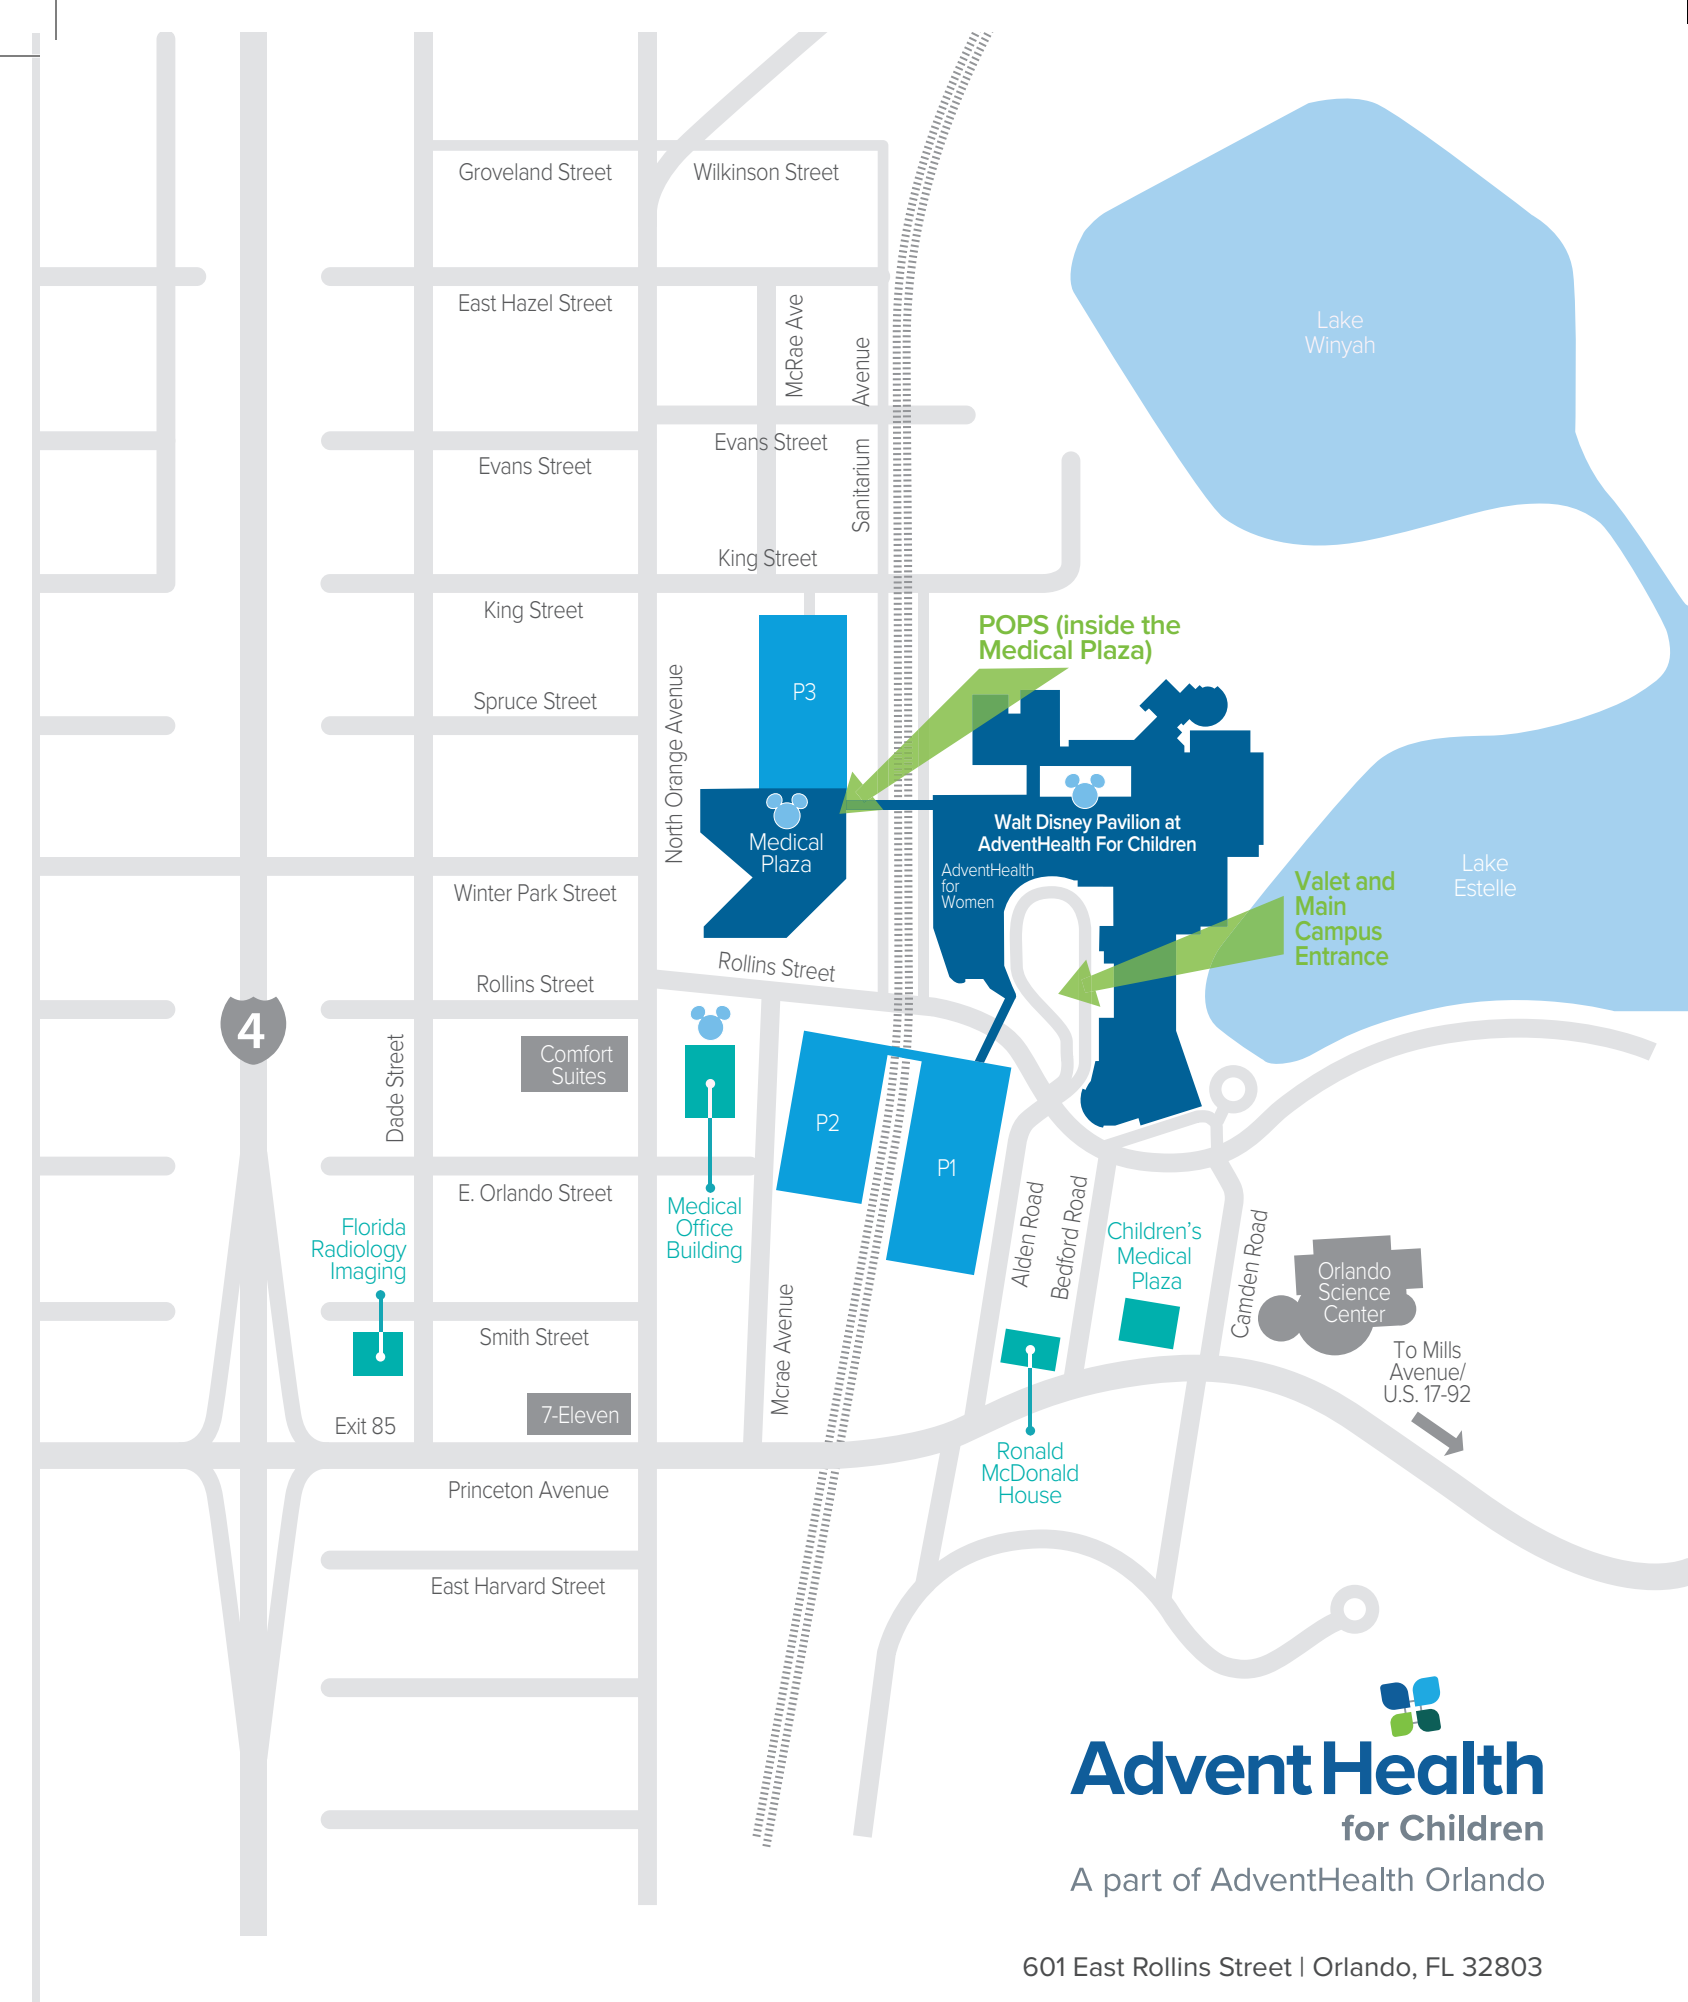 Groveland Street
Wilkinson Street
East Hazel Street
McRae Ave
Sanitarium Avenue
Lake
Winyah
Evans Street
Evans Street
King Street
King Street
POPS (inside the
Medical Plaza)
North Orange Avenue
P3
Spruce Street
Medical
Plaza
Walt Disney Pavilion at
AdventHealth For Children
AdventHealth
for
Women
Lake
Estelle
Valet and
Main
Campus
Entrance
Winter Park Street
Rollins Street
Rollins Street
4
Dade Street
Comfort
Suites
P2
P1
E. Orlando Street
Medical
Office
Building
Florida
Radiology
Imaging
Alden Road
Bedford Road
Children's
Medical
Plaza
Camden Road
Orlando
Science
Center
Smith Street
Mcrae Avenue
To Mills
Avenue/
U.S. 17-92
7-Eleven
Exit 85
Ronald
McDonald
House
Princeton Avenue
East Harvard Street
AdventHealth
for Children
A part of AdventHealth Orlando
601 East Rollins Street | Orlando, FL 32803